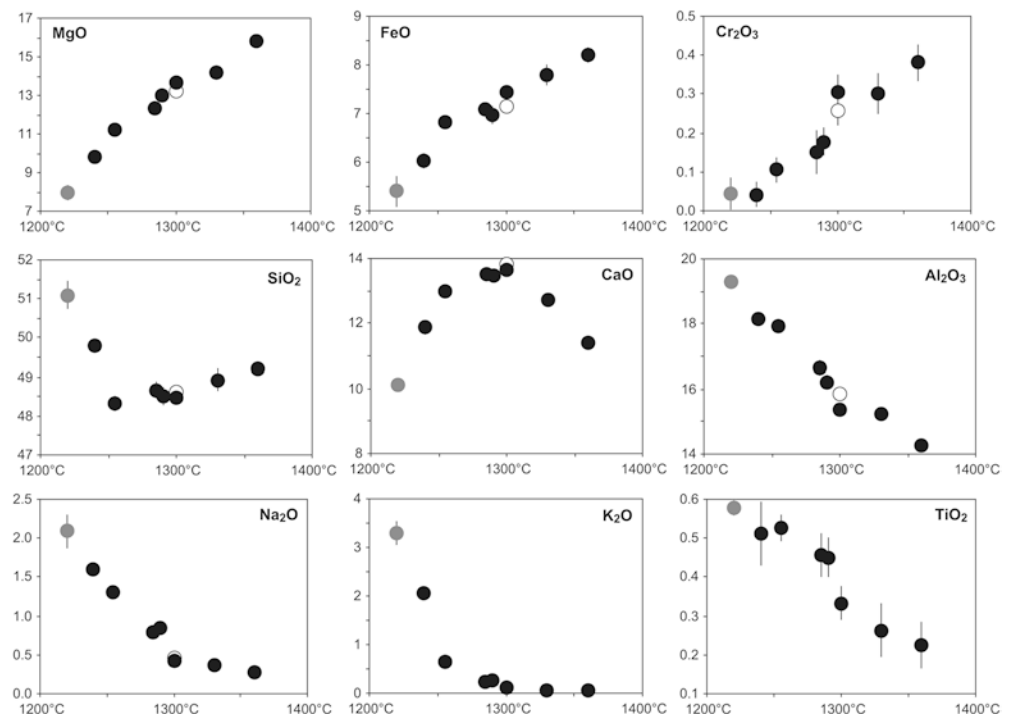 MgO
17
15
13
11
9
7
1200°C
1300°C
1400°C
FeO
9
8
7
6
5
1200°C
1300°C
1400°C
Cr₂O₃
0.5
0.4
0.3
0.2
0.1
0.0
1200°C
1300°C
1400°C
SiO₂
52
51
50
49
48
47
1200°C
1300°C
1400°C
CaO
14
12
10
8
1200°C
1300°C
1400°C
Al₂O₃
20
18
16
14
1200°C
1300°C
1400°C
Na₂O
2.5
2.0
1.5
1.0
0.5
0.0
1200°C
1300°C
1400°C
K₂O
4
3
2
1
0
1200°C
1300°C
1400°C
TiO₂
0.6
0.5
0.4
0.3
0.2
0.1
1200°C
1300°C
1400°C